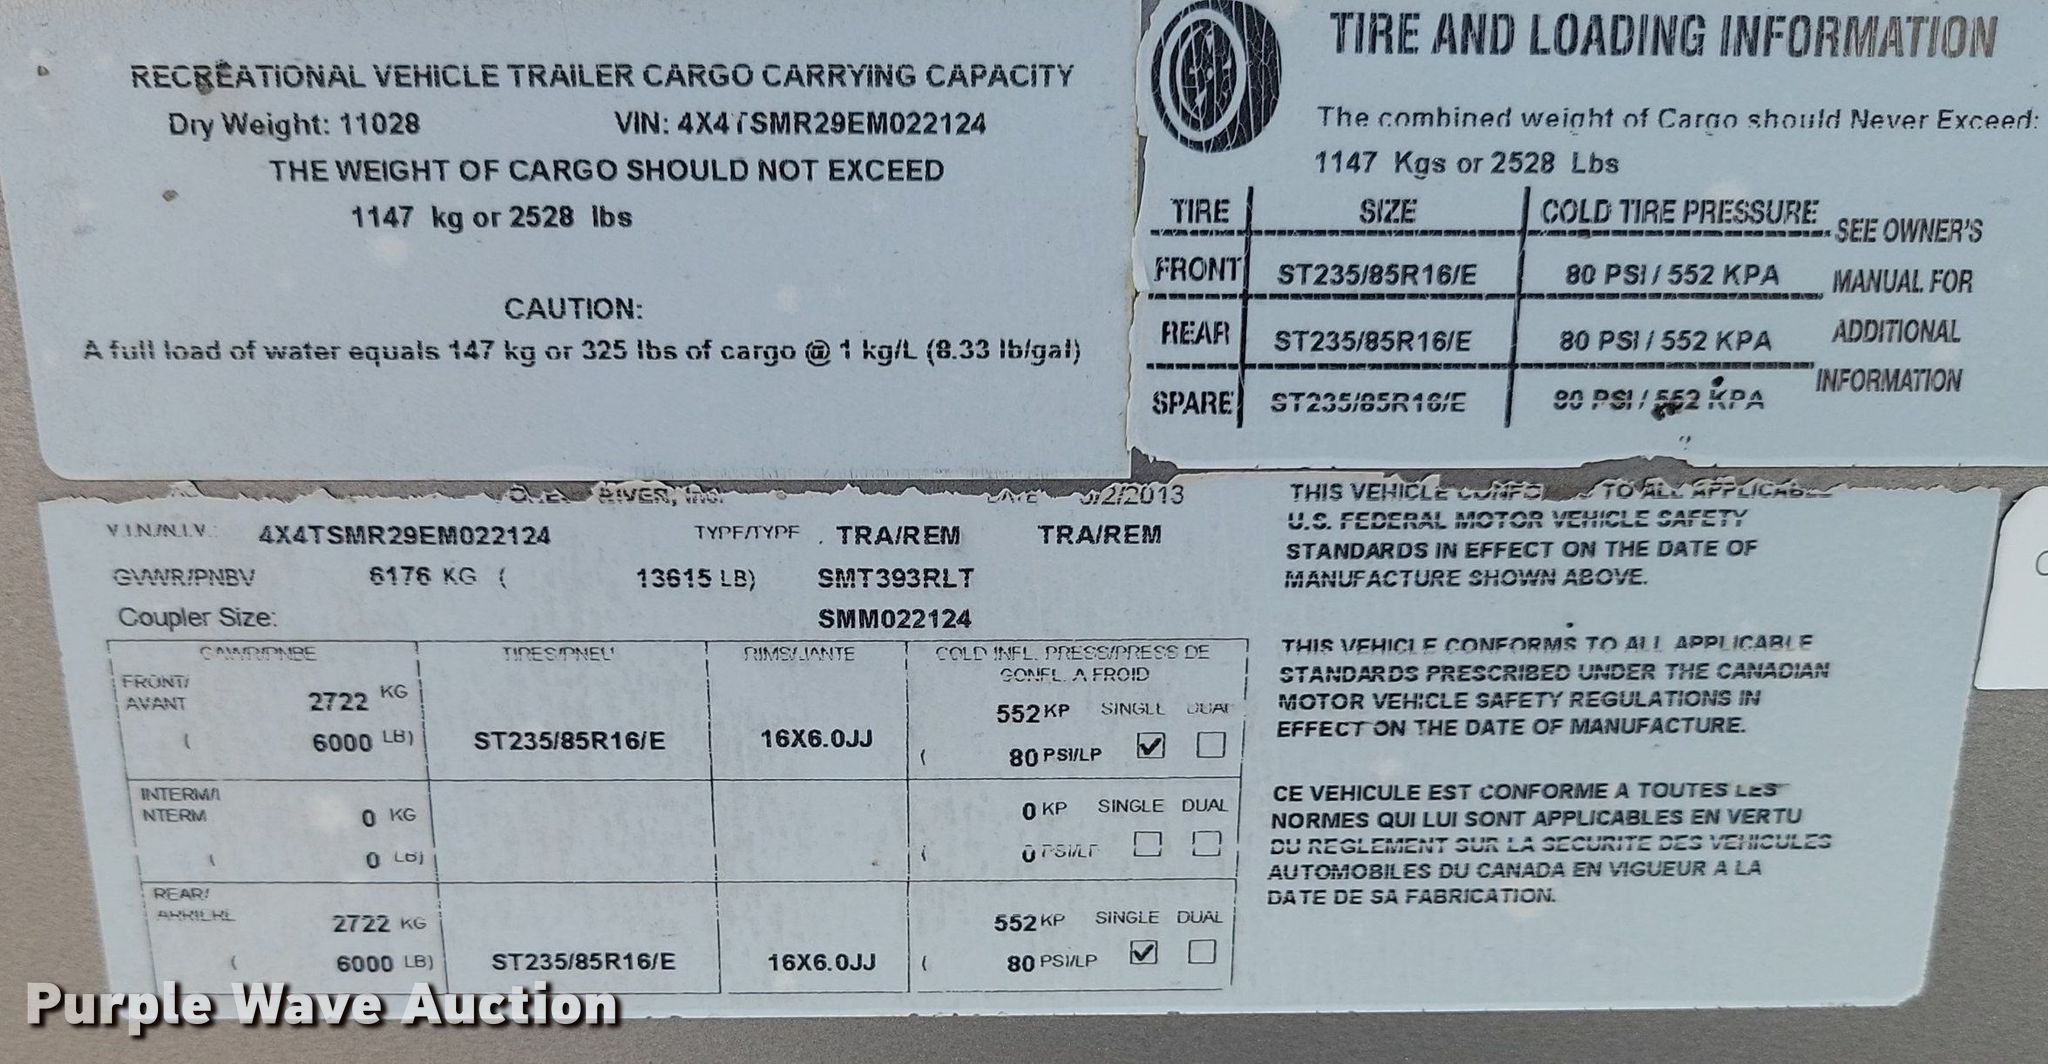 RECREATIONAL VEHICLE TRAILER CARGO CARRYING CAPACITY
Dry Weight: 11028 VIN: 4X4TSMR29EM022124
THE WEIGHT OF CARGO SHOULD NOT EXCEED
1147 kg or 2528 lbs
CAUTION:
A full load of water equals 147 kg or 325 lbs of cargo @ 1 kg/L (8.33 lb/gal)
TIRE AND LOADING INFORMATION
The combined weight of Cargo should Never Exceed:
1147 Kgs or 2528 Lbs
TIRE SIZE COLD TIRE PRESSURE
FRONT ST235/85R16/E 80 PSI / 552 KPA
REAR ST235/85R16/E 80 PSI / 552 KPA
SPARE ST235/85R16/E 80 PSI / 552 KPA
SEE OWNER'S
MANUAL FOR
ADDITIONAL
INFORMATION
RIVER, INC. DATE /2/2013
V.I.N./N.I.V.: 4X4TSMR29EM022124 TYPE/TYPE . TRA/REM TRA/REM
GVWR/PNBV 6176 KG ( 13615 LB) SMT393RLT
Coupler Size: SMM022124
GAWR/PNBE TIRES/PNEU RIMS/JANTE COLD INFL. PRESS/PRESS DE
GONFL. A FROID
FRONT/
AVANT 2722 KG 552 KP SINGLE DUAL
( 6000 LB) ST235/85R16/E 16X6.0JJ ( 80 PSI/LP
INTERM/I
NTERM 0 KG 0 KP SINGLE DUAL
( 0 LB) ( 0 PSI/LP
REAR/
ARRIERE 2722 KG 552 KP SINGLE DUAL
( 6000 LB) ST235/85R16/E 16X6.0JJ ( 80 PSI/LP
THIS VEHICLE CONFO TO ALL APPLICABLE
U.S. FEDERAL MOTOR VEHICLE SAFETY
STANDARDS IN EFFECT ON THE DATE OF
MANUFACTURE SHOWN ABOVE.
THIS VEHICLE CONFORMS TO ALL APPLICABLE
STANDARDS PRESCRIBED UNDER THE CANADIAN
MOTOR VEHICLE SAFETY REGULATIONS IN
EFFECT ON THE DATE OF MANUFACTURE.
CE VEHICULE EST CONFORME A TOUTES LES
NORMES QUI LUI SONT APPLICABLES EN VERTU
DU REGLEMENT SUR LA SECURITE DES VEHICULES
AUTOMOBILES DU CANADA EN VIGUEUR A LA
DATE DE SA FABRICATION.
Purple Wave Auction